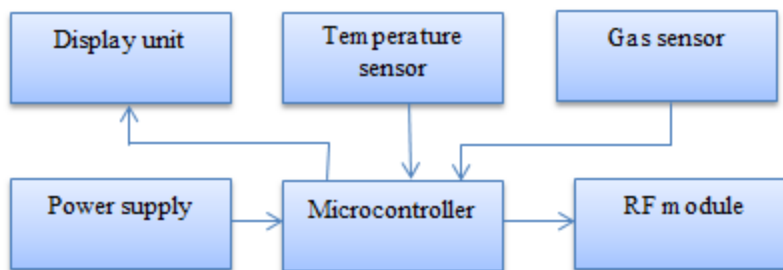 Display unit
Temperature
sensor
Gas sensor
Power supply
Microcontroller
RF module